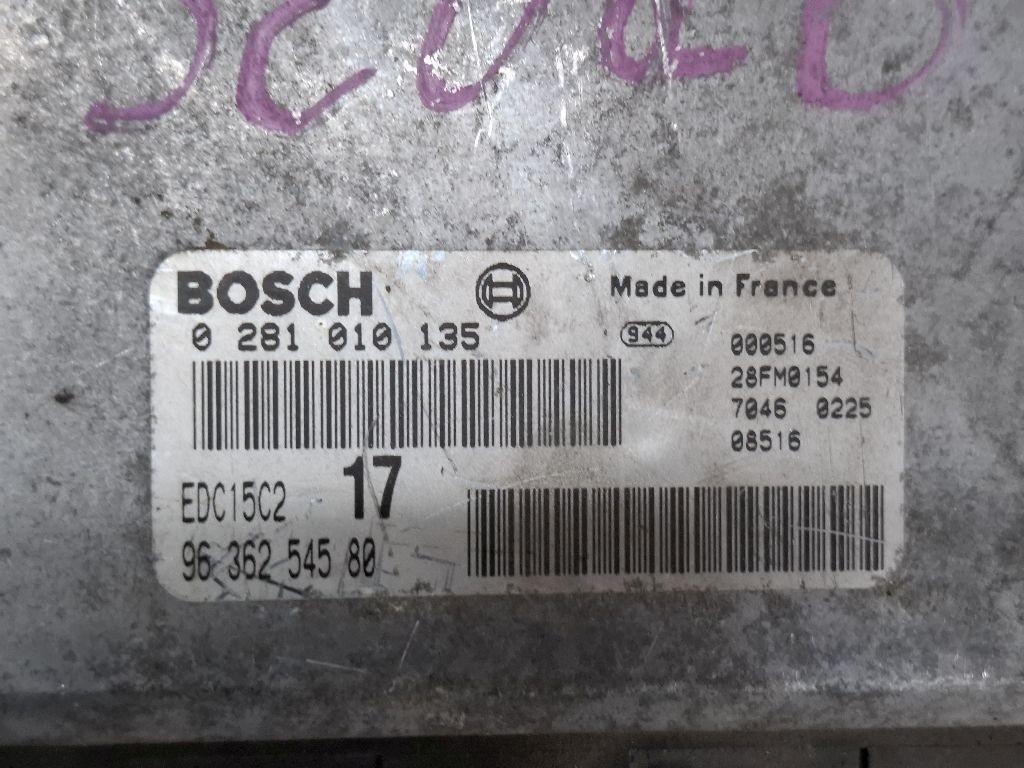 BOSCH
Made in France
0 281 010 135
944
000516
28FM0154
7046 0225
08516
EDC15C2
17
96 362 545 80